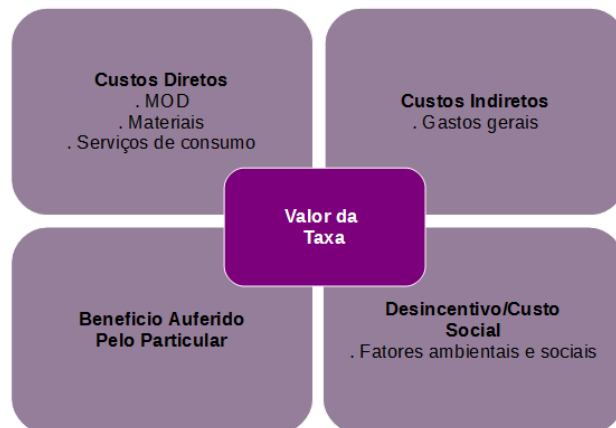 Custos Diretos
. MOD
. Materiais
. Serviços de consumo
Custos Indiretos
. Gastos gerais
Valor da
Taxa
Beneficio Auferido
Pelo Particular
Desincentivo/Custo
Social
. Fatores ambientais e sociais